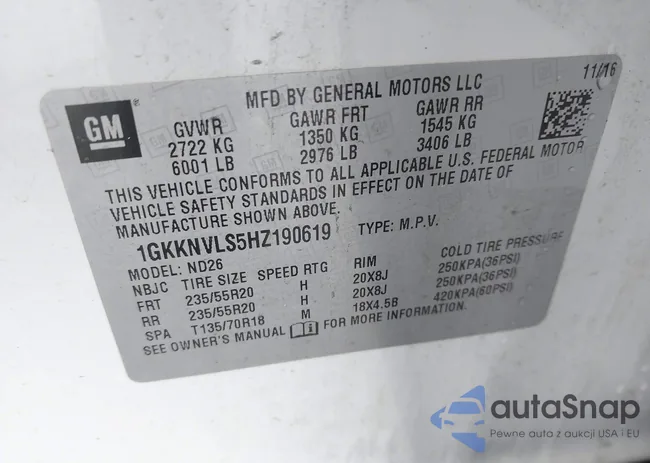 11/16
MFD BY GENERAL MOTORS LLC
GM
GVWR GAWR FRT GAWR RR
2722 KG 1350 KG 1545 KG
6001 LB 2976 LB 3406 LB
THIS VEHICLE CONFORMS TO ALL APPLICABLE U.S. FEDERAL MOTOR
VEHICLE SAFETY STANDARDS IN EFFECT ON THE DATE OF
MANUFACTURE SHOWN ABOVE.
1GKKNVLS5HZ190619 TYPE: M.P.V.
MODEL: ND26
NBJC TIRE SIZE SPEED RTG RIM COLD TIRE PRESSURE
FRT 235/55R20 H 20X8J 250KPA(36PSI)
RR 235/55R20 H 20X8J 250KPA(36PSI)
SPA T135/70R18 M 18X4.5B 420KPA(60PSI)
SEE OWNER'S MANUAL FOR MORE INFORMATION.
autoSnap
Pewne auta z aukcji USA i EU